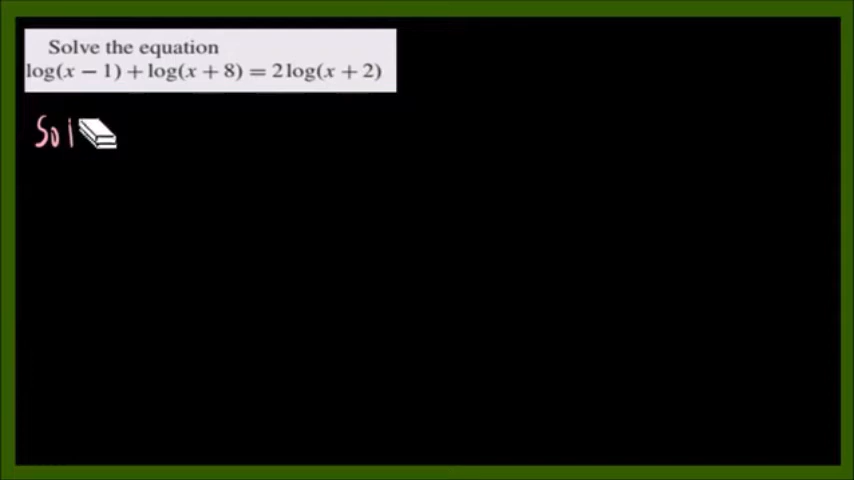 Solve the equation
log(x − 1) + log(x + 8) = 2 log(x + 2)
Sol